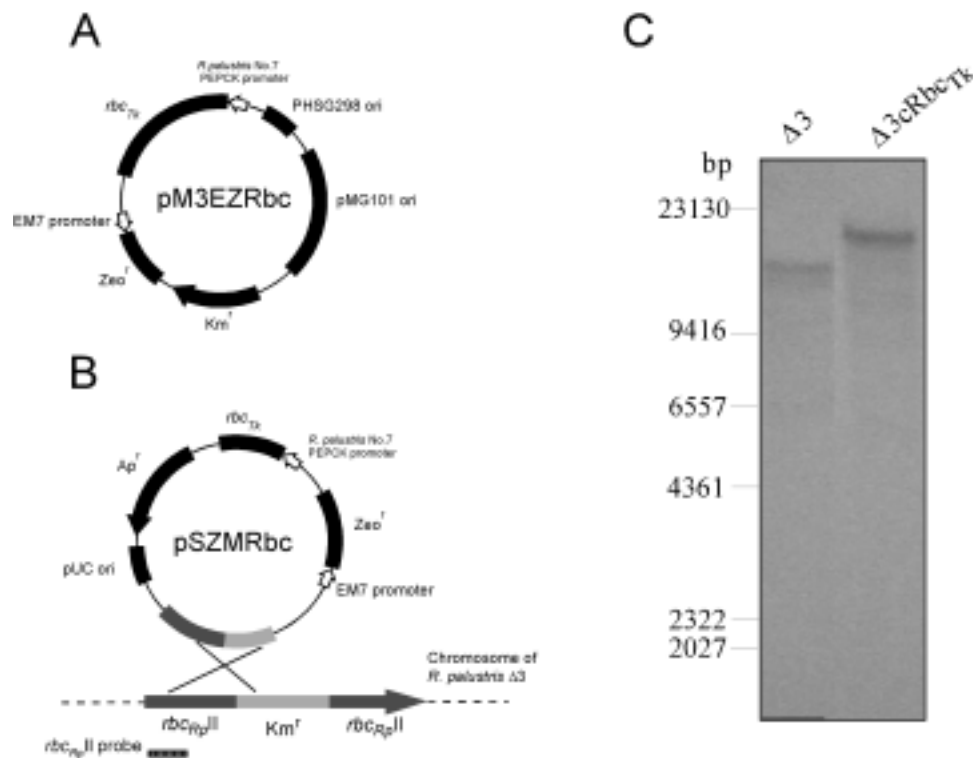 A
R.palustris No.7
PEPCK promoter
rbcTk
PHSG298 ori
pM3EZRbc
pMG101 ori
EM7 promoter
Zeor
Kmr
B
rbcTk
R. palustris No.7
PEPCK promoter
Apr
Zeor
pSZMRbc
pUC ori
EM7 promoter
Chromosome of
R. palustris Δ3
rbcRpII
Kmr
rbcRpII
rbcRpII probe
C
Δ3
Δ3cRbcTk
bp
23130
9416
6557
4361
2322
2027